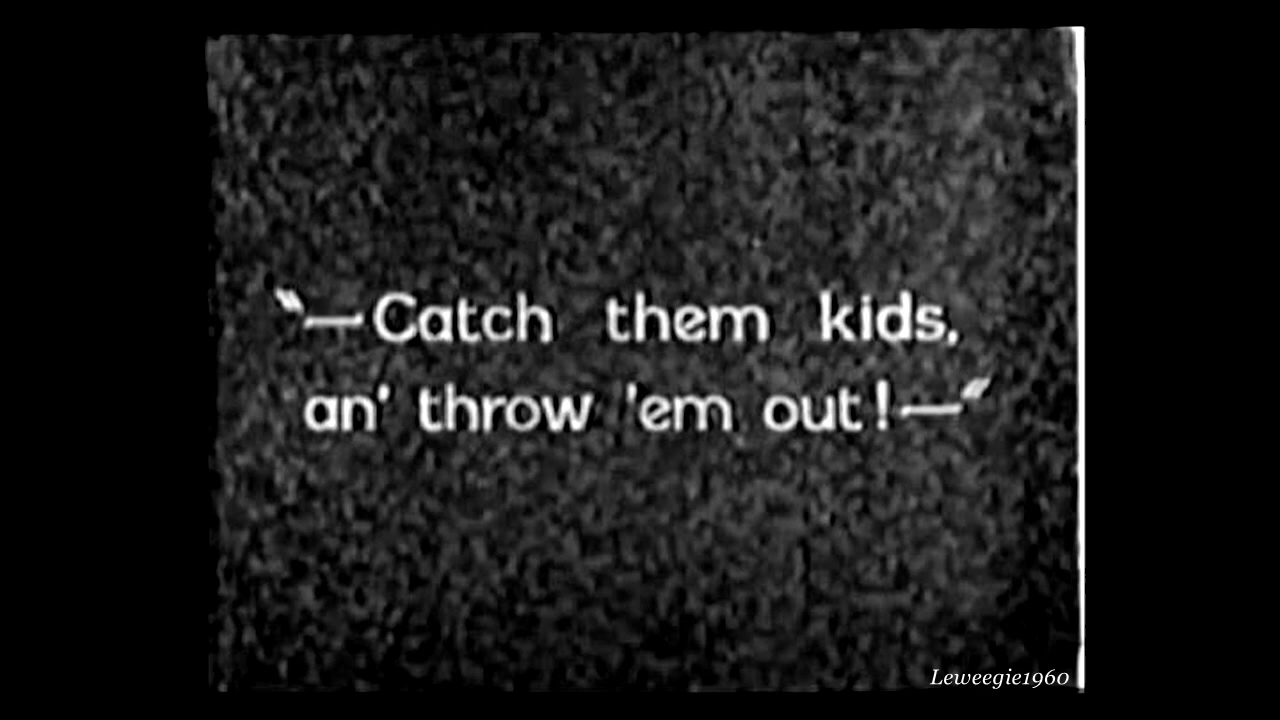 "—Catch them kids,
an' throw 'em out!—"
Leweegie1960